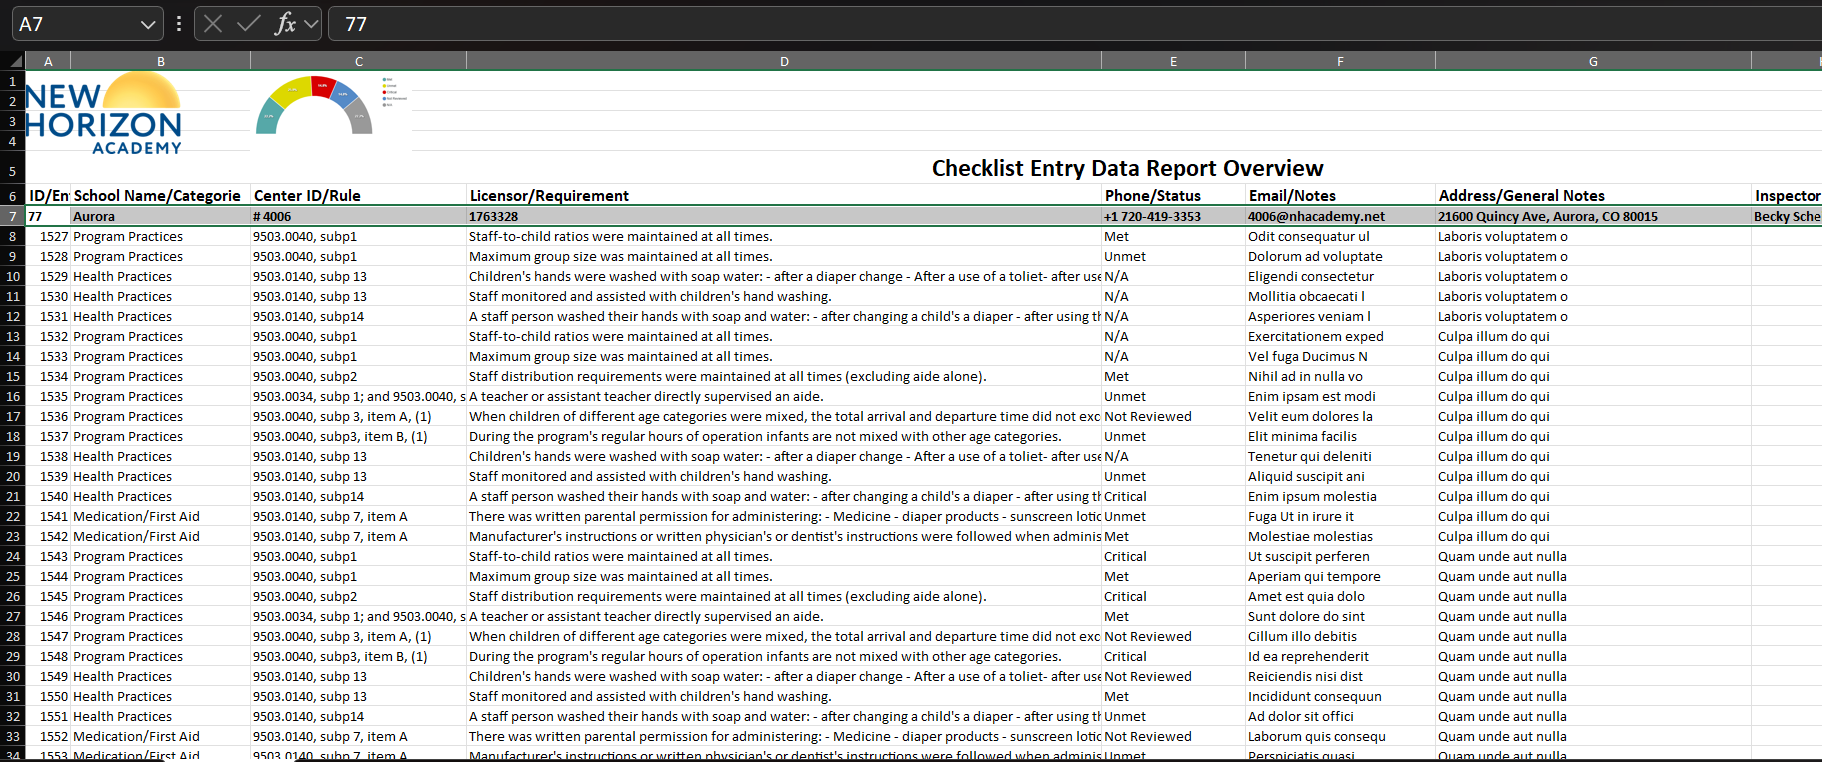 A7 fx 77
A B C D E F G
1
2
3
4
NEW
HORIZON
ACADEMY
5 Checklist Entry Data Report Overview
6 ID/En School Name/Categorie Center ID/Rule Licensor/Requirement Phone/Status Email/Notes Address/General Notes Inspector
7 77 Aurora # 4006 1763328 +1 720-419-3353 4006@nhacademy.net 21600 Quincy Ave, Aurora, CO 80015 Becky Sche
8 1527 Program Practices 9503.0040, subp1 Staff-to-child ratios were maintained at all times. Met Odit consequatur ul Laboris voluptatem o
9 1528 Program Practices 9503.0040, subp1 Maximum group size was maintained at all times. Unmet Dolorum ad voluptate Laboris voluptatem o
10 1529 Health Practices 9503.0140, subp 13 Children's hands were washed with soap water: - after a diaper change - After a use of a toliet- after use N/A Eligendi consectetur Laboris voluptatem o
11 1530 Health Practices 9503.0140, subp 13 Staff monitored and assisted with children's hand washing. N/A Mollitia obcaecati l Laboris voluptatem o
12 1531 Health Practices 9503.0140, subp14 A staff person washed their hands with soap and water: - after changing a child's a diaper - after using th N/A Asperiores veniam l Laboris voluptatem o
13 1532 Program Practices 9503.0040, subp1 Staff-to-child ratios were maintained at all times. N/A Exercitationem exped Culpa illum do qui
14 1533 Program Practices 9503.0040, subp1 Maximum group size was maintained at all times. N/A Vel fuga Ducimus N Culpa illum do qui
15 1534 Program Practices 9503.0040, subp2 Staff distribution requirements were maintained at all times (excluding aide alone). Met Nihil ad in nulla vo Culpa illum do qui
16 1535 Program Practices 9503.0034, subp 1; and 9503.0040, s A teacher or assistant teacher directly supervised an aide. Unmet Enim ipsam est modi Culpa illum do qui
17 1536 Program Practices 9503.0040, subp 3, item A, (1) When children of different age categories were mixed, the total arrival and departure time did not exc Not Reviewed Velit eum dolores la Culpa illum do qui
18 1537 Program Practices 9503.0040, subp3, item B, (1) During the program's regular hours of operation infants are not mixed with other age categories. Unmet Elit minima facilis Culpa illum do qui
19 1538 Health Practices 9503.0140, subp 13 Children's hands were washed with soap water: - after a diaper change - After a use of a toliet- after use N/A Tenetur qui deleniti Culpa illum do qui
20 1539 Health Practices 9503.0140, subp 13 Staff monitored and assisted with children's hand washing. Unmet Aliquid suscipit ani Culpa illum do qui
21 1540 Health Practices 9503.0140, subp14 A staff person washed their hands with soap and water: - after changing a child's a diaper - after using th Critical Enim ipsum molestia Culpa illum do qui
22 1541 Medication/First Aid 9503.0140, subp 7, item A There was written parental permission for administering: - Medicine - diaper products - sunscreen lotic Unmet Fuga Ut in irure it Culpa illum do qui
23 1542 Medication/First Aid 9503.0140, subp 7, item A Manufacturer's instructions or written physician's or dentist's instructions were followed when adminis Met Molestiae molestias Culpa illum do qui
24 1543 Program Practices 9503.0040, subp1 Staff-to-child ratios were maintained at all times. Critical Ut suscipit perferen Quam unde aut nulla
25 1544 Program Practices 9503.0040, subp1 Maximum group size was maintained at all times. Met Aperiam qui tempore Quam unde aut nulla
26 1545 Program Practices 9503.0040, subp2 Staff distribution requirements were maintained at all times (excluding aide alone). Critical Amet est quia dolo Quam unde aut nulla
27 1546 Program Practices 9503.0034, subp 1; and 9503.0040, s A teacher or assistant teacher directly supervised an aide. Met Sunt dolore do sint Quam unde aut nulla
28 1547 Program Practices 9503.0040, subp 3, item A, (1) When children of different age categories were mixed, the total arrival and departure time did not exc Not Reviewed Cillum illo debitis Quam unde aut nulla
29 1548 Program Practices 9503.0040, subp3, item B, (1) During the program's regular hours of operation infants are not mixed with other age categories. Critical Id ea reprehenderit Quam unde aut nulla
30 1549 Health Practices 9503.0140, subp 13 Children's hands were washed with soap water: - after a diaper change - After a use of a toliet- after use Not Reviewed Reiciendis nisi dist Quam unde aut nulla
31 1550 Health Practices 9503.0140, subp 13 Staff monitored and assisted with children's hand washing. Met Incididunt consequun Quam unde aut nulla
32 1551 Health Practices 9503.0140, subp14 A staff person washed their hands with soap and water: - after changing a child's a diaper - after using th Unmet Ad dolor sit offici Quam unde aut nulla
33 1552 Medication/First Aid 9503.0140, subp 7, item A There was written parental permission for administering: - Medicine - diaper products - sunscreen lotic Not Reviewed Laborum quis consequ Quam unde aut nulla
34 1553 Medication/First Aid 9503.0140, subp 7, item A Manufacturer's instructions or written physician's or dentist's instructions were followed when adminis Unmet Perspiciatis quasi Quam unde aut nulla